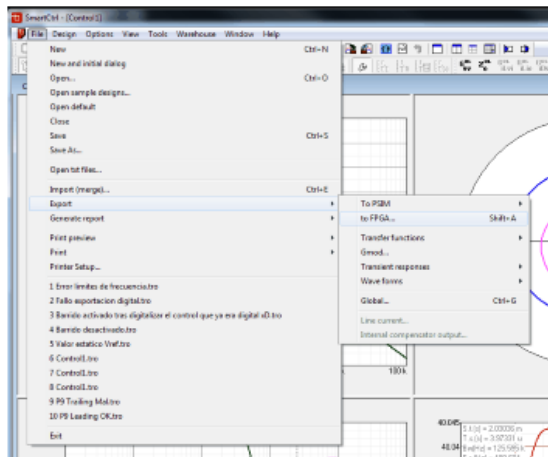 SmartCtrl - [Control1]
File Design Options View Tools Warehouse Window Help
New Ctrl+N
New and initial dialog
Open... Ctrl+O
Open sample designs...
Open default
Close
Save Ctrl+S
Save As...
Open txt files...
Import (merge)... Ctrl+E
Export
Generate report
Print preview
Print
Printer Setup...
1 Error limites de frecuencia.tro
2 Fallo exportacion digital.tro
3 Barrido activado tras digitalizar el control que ya era digital xD.tro
4 Barrido desactivado.tro
5 Valor estatico Vref.tro
6 Control1.tro
7 Control1.tro
8 Control1.tro
9 P9 Trailing Mal.tro
10 P9 Leading OK.tro
Exit
To PSIM
to FPGA... Shift+A
Transfer functions
Gmod...
Transient responses
Wave forms
Global... Ctrl+G
Line current...
Internal compensator output...
100 k
40.045
40.04